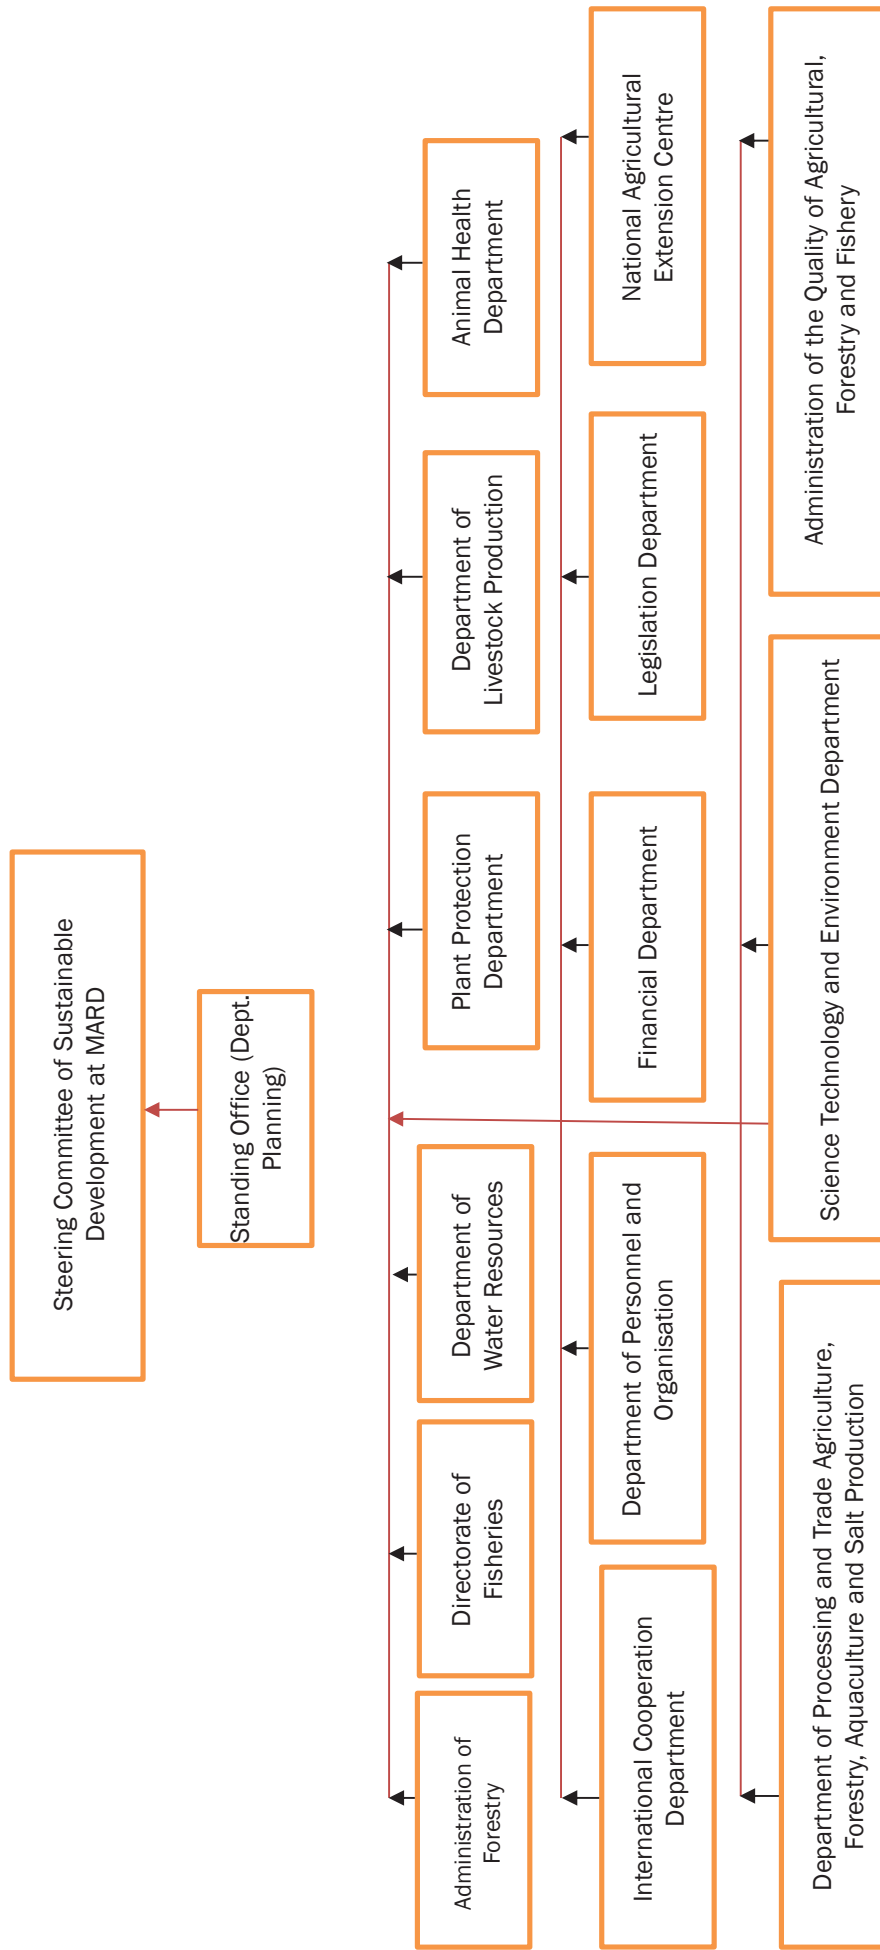 Steering Committee of Sustainable
Development at MARD
Standing Office (Dept.
Planning)
Administration of
Forestry
Directorate of
Fisheries
Department of
Water Resources
Plant Protection
Department
Department of
Livestock Production
Animal Health
Department
International Cooperation
Department
Department of Personnel and
Organisation
Financial Department
Legislation Department
National Agricultural
Extension Centre
Department of Processing and Trade Agriculture,
Forestry, Aquaculture and Salt Production
Science Technology and Environment Department
Administration of the Quality of Agricultural,
Forestry and Fishery